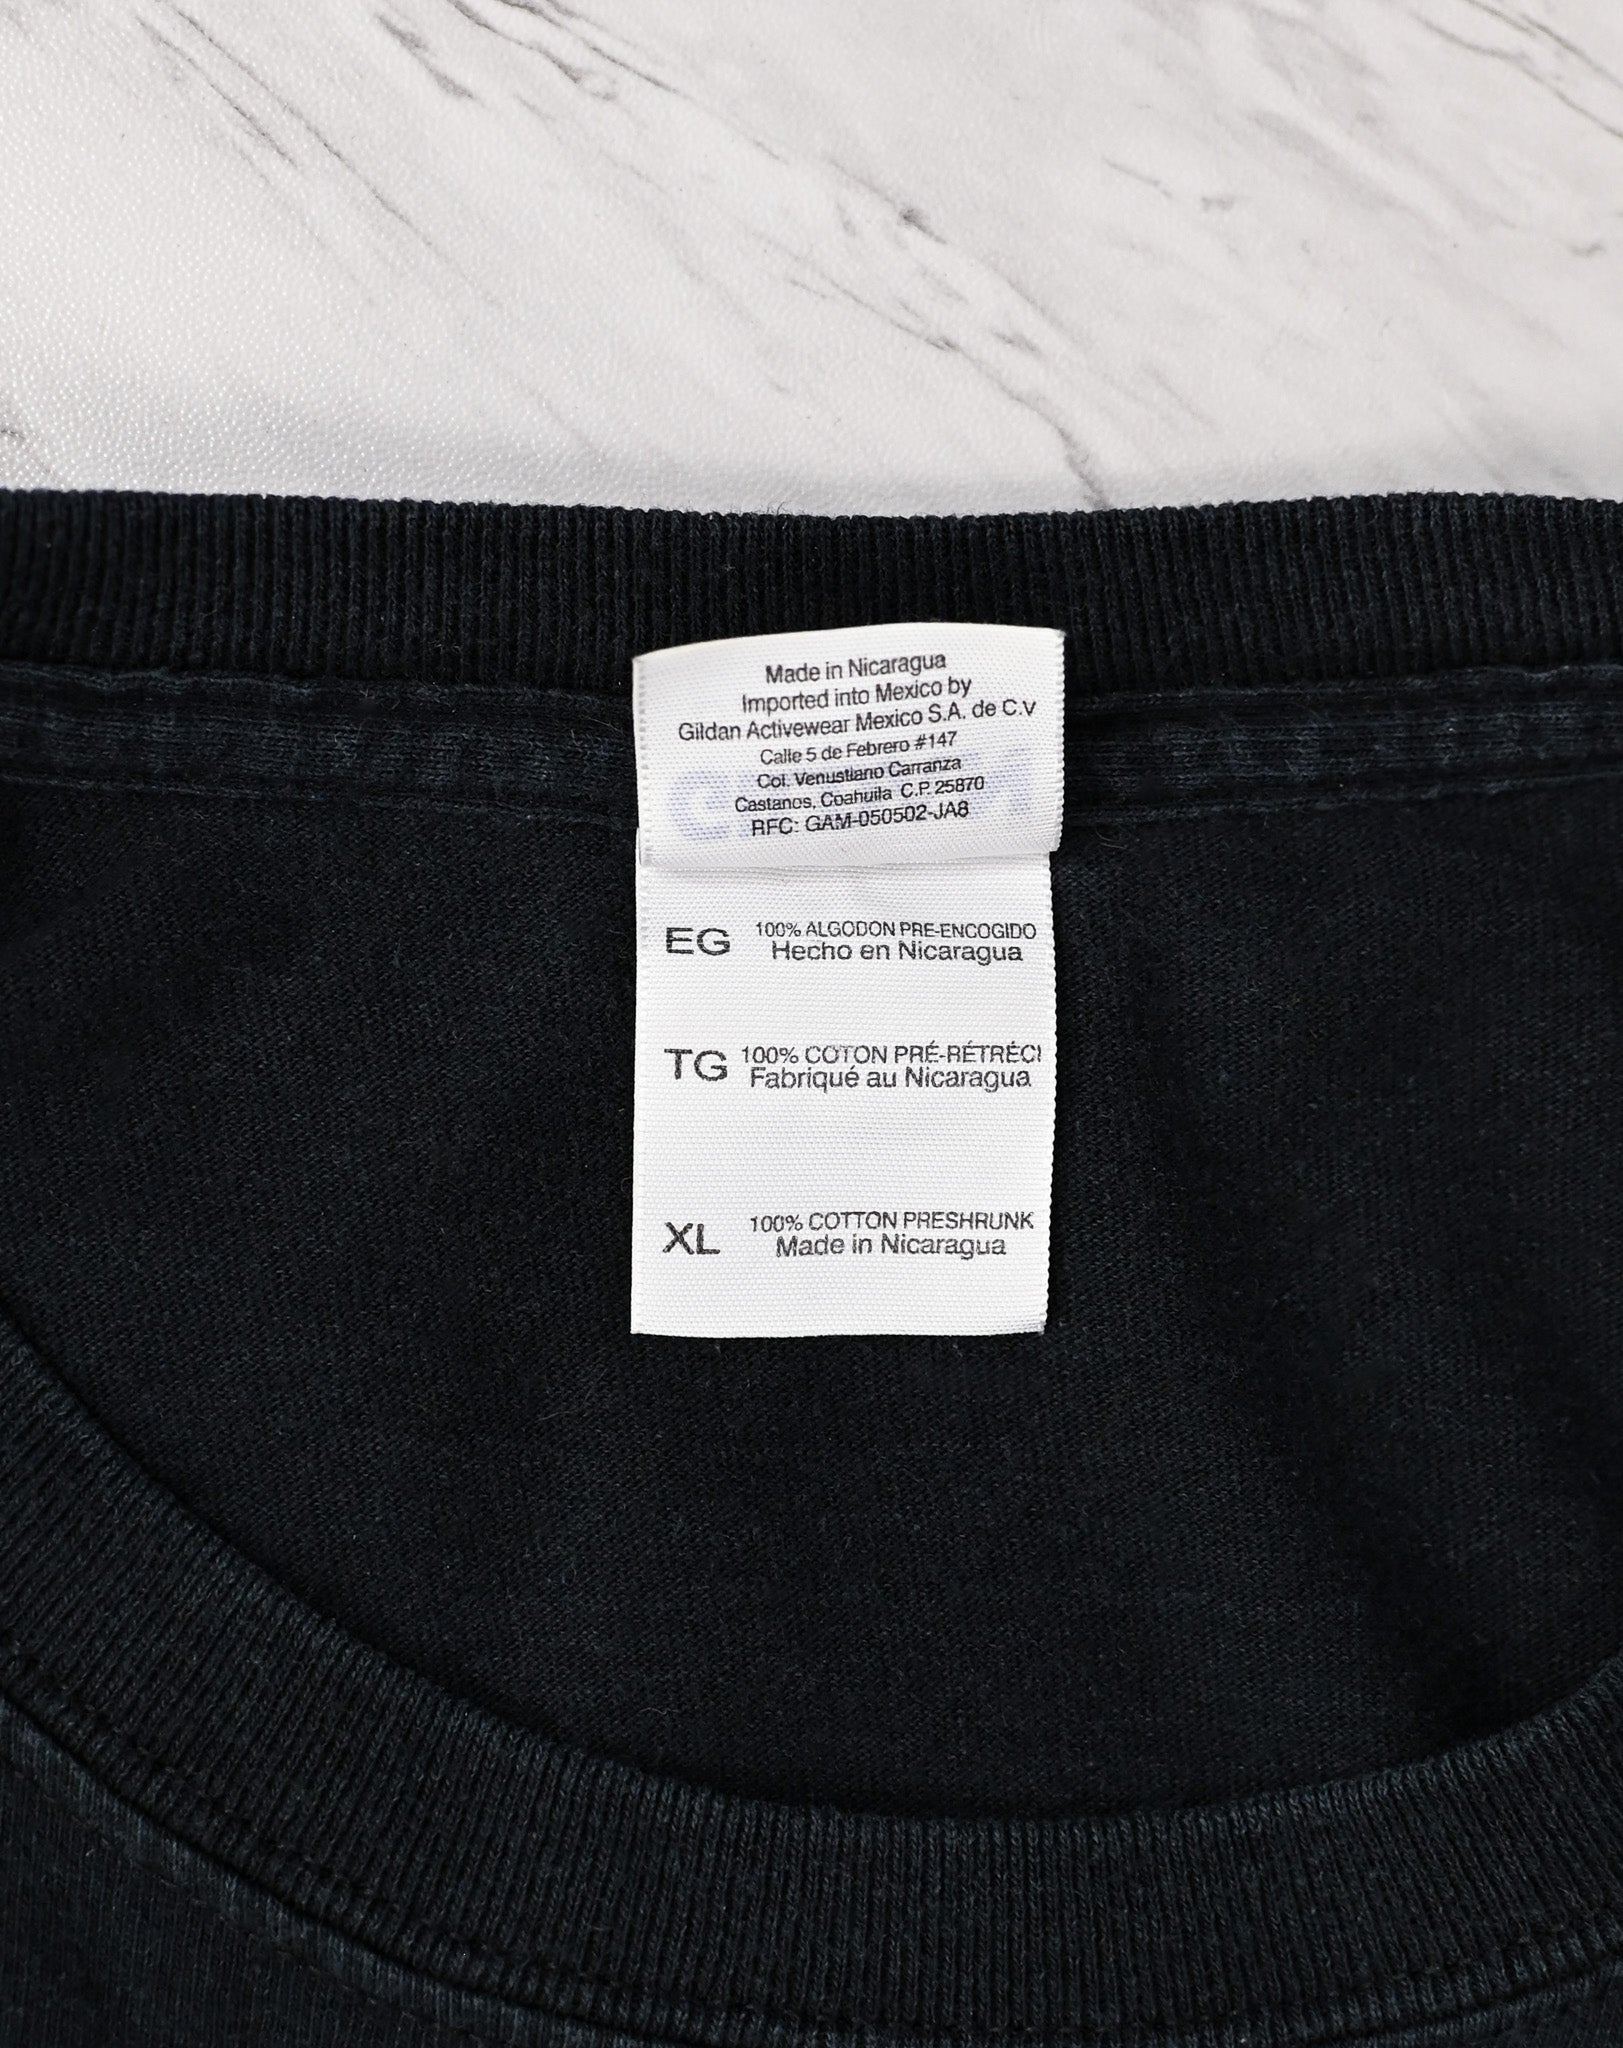 Made in Nicaragua
Imported into Mexico by
Gildan Activewear Mexico S.A. de C.V
Calle 5 de Febrero #147
Col. Venustiano Carranza
Castanos, Coahuila C.P. 25870
RFC: GAM-050502-JA8
EG 100% ALGODON PRE-ENCOGIDO
Hecho en Nicaragua
TG 100% COTON PRÉ-RÉTRÉCI
Fabriqué au Nicaragua
XL 100% COTTON PRESHRUNK
Made in Nicaragua